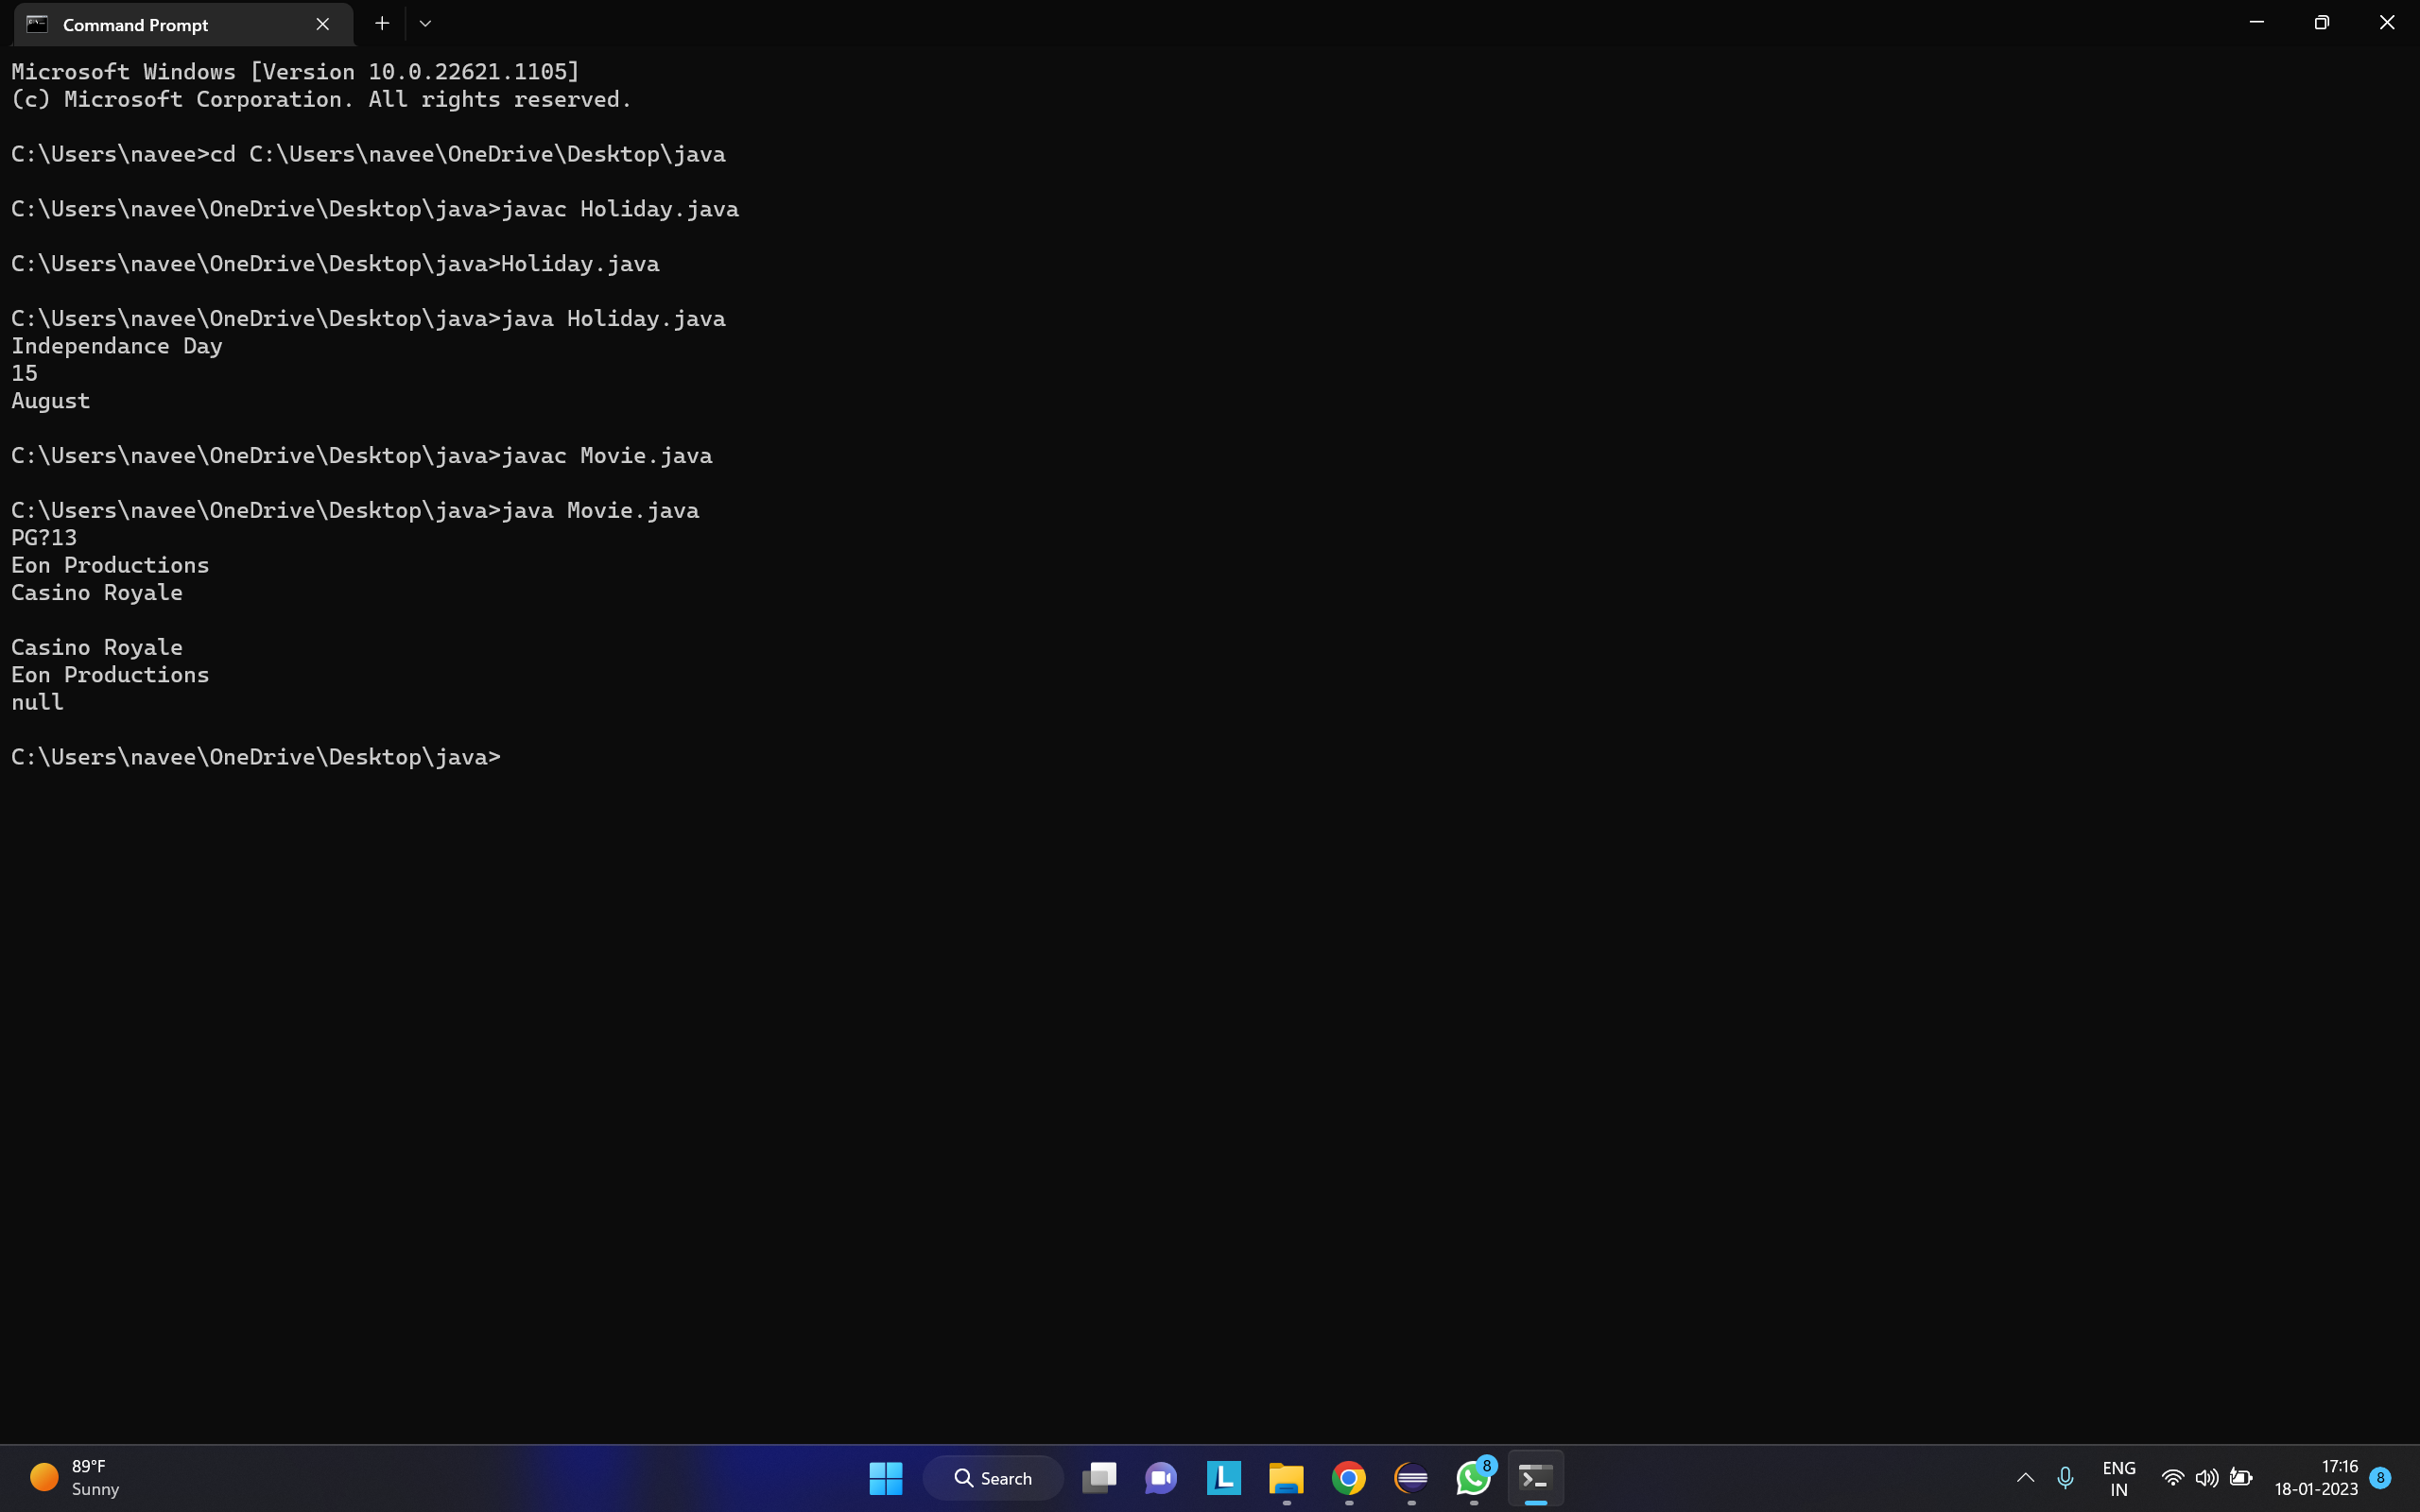 Command Prompt
Microsoft Windows [Version 10.0.22621.1105]
(c) Microsoft Corporation. All rights reserved.
C:\Users\navee>cd C:\Users\navee\OneDrive\Desktop\java
C:\Users\navee\OneDrive\Desktop\java>javac Holiday.java
C:\Users\navee\OneDrive\Desktop\java>Holiday.java
C:\Users\navee\OneDrive\Desktop\java>java Holiday.java
Independance Day
15
August
C:\Users\navee\OneDrive\Desktop\java>javac Movie.java
C:\Users\navee\OneDrive\Desktop\java>java Movie.java
PG?13
Eon Productions
Casino Royale
Casino Royale
Eon Productions
null
C:\Users\navee\OneDrive\Desktop\java>
89°F
Sunny
Search
L
8
ENG
IN
17:16
18-01-2023
8